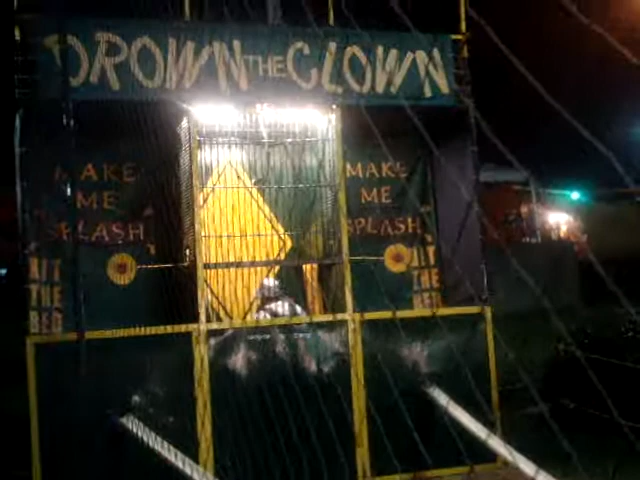 DROWN THE CLOWN
MAKE
ME
SPLASH
MAKE
ME
SPLASH
HIT
THE
RED
HIT
THE
RED